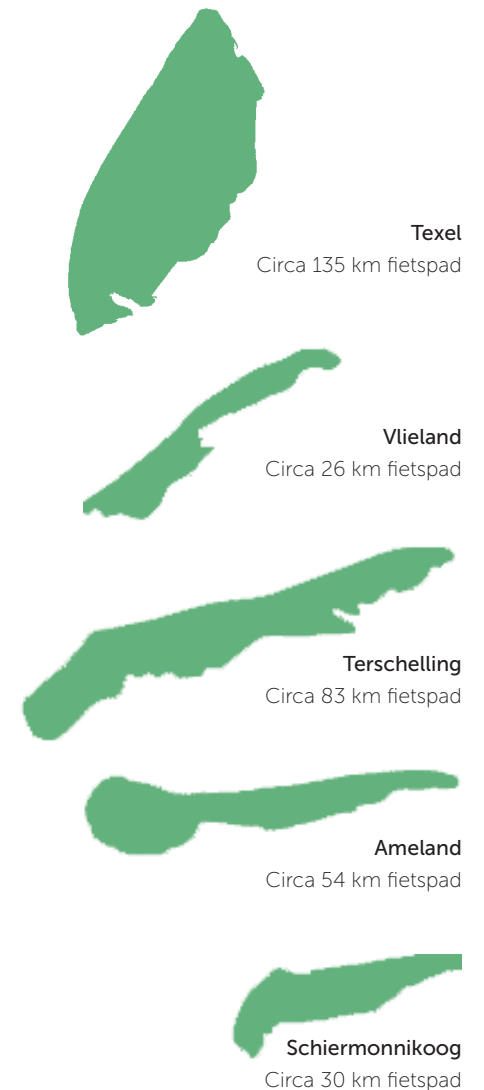 Texel
Circa 135 km fietspad
Vlieland
Circa 26 km fietspad
Terschelling
Circa 83 km fietspad
Ameland
Circa 54 km fietspad
Schiermonnikoog
Circa 30 km fietspad